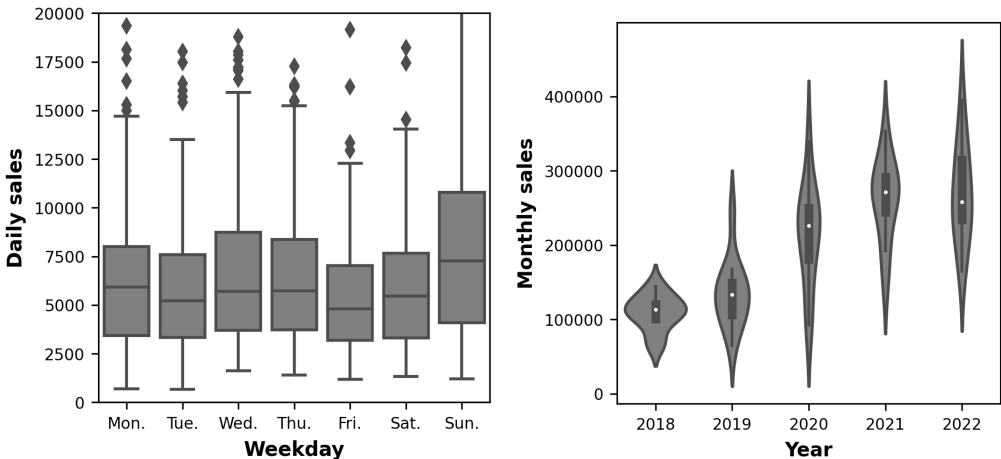 Daily sales
20000
17500
15000
12500
10000
7500
5000
2500
0
Mon. Tue. Wed. Thu. Fri. Sat. Sun.
Weekday
Monthly sales
400000
300000
200000
100000
0
2018 2019 2020 2021 2022
Year